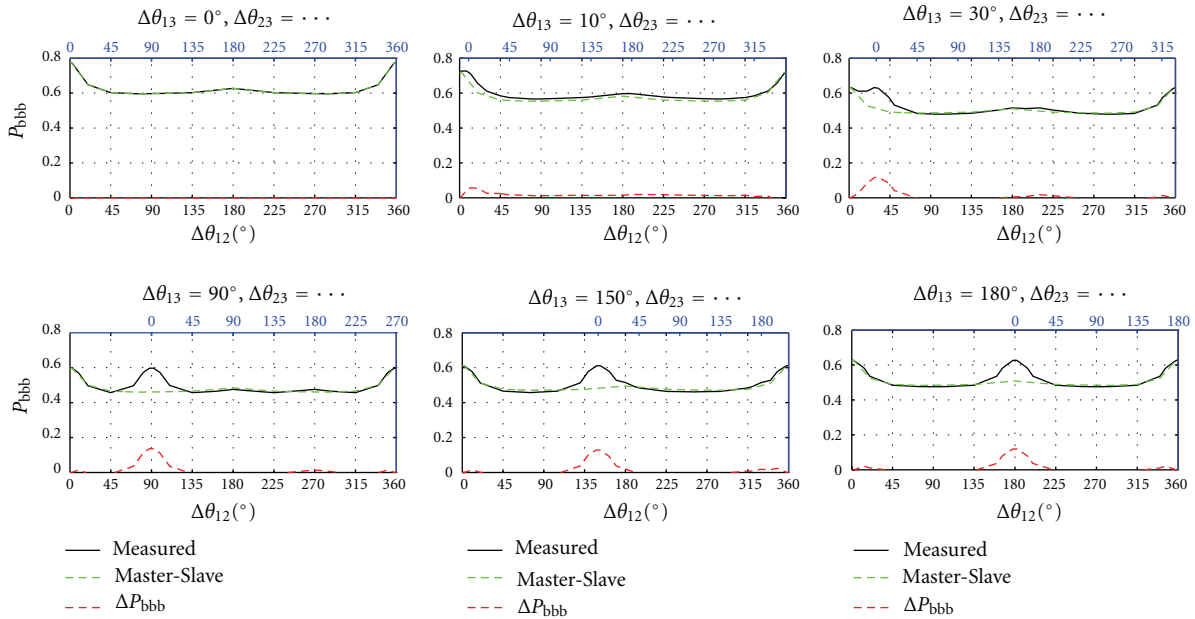 Δθ13 = 0°, Δθ23 = · · ·
0 45 90 135 180 225 270 315 360
0.8
0.6
0.4
0.2
0
Pbbb
0 45 90 135 180 225 270 315 360
Δθ12(°)
Δθ13 = 10°, Δθ23 = · · ·
0 45 90 135 180 225 270 315
0.8
0.6
0.4
0.2
0
0 45 90 135 180 225 270 315 360
Δθ12(°)
Δθ13 = 30°, Δθ23 = · · ·
0 45 90 135 180 225 270 315
0.8
0.6
0.4
0.2
0
0 45 90 135 180 225 270 315 360
Δθ12(°)
Δθ13 = 90°, Δθ23 = · · ·
0 45 90 135 180 225 270
0.8
0.6
0.4
0.2
0
Pbbb
0 45 90 135 180 225 270 315 360
Δθ12(°)
Δθ13 = 150°, Δθ23 = · · ·
0 45 90 135 180
0.8
0.6
0.4
0.2
0
0 45 90 135 180 225 270 315 360
Δθ12(°)
Δθ13 = 180°, Δθ23 = · · ·
0 45 90 135 180
0.8
0.6
0.4
0.2
0
0 45 90 135 180 225 270 315 360
Δθ12(°)
Measured
Master-Slave
ΔPbbb
Measured
Master-Slave
ΔPbbb
Measured
Master-Slave
ΔPbbb